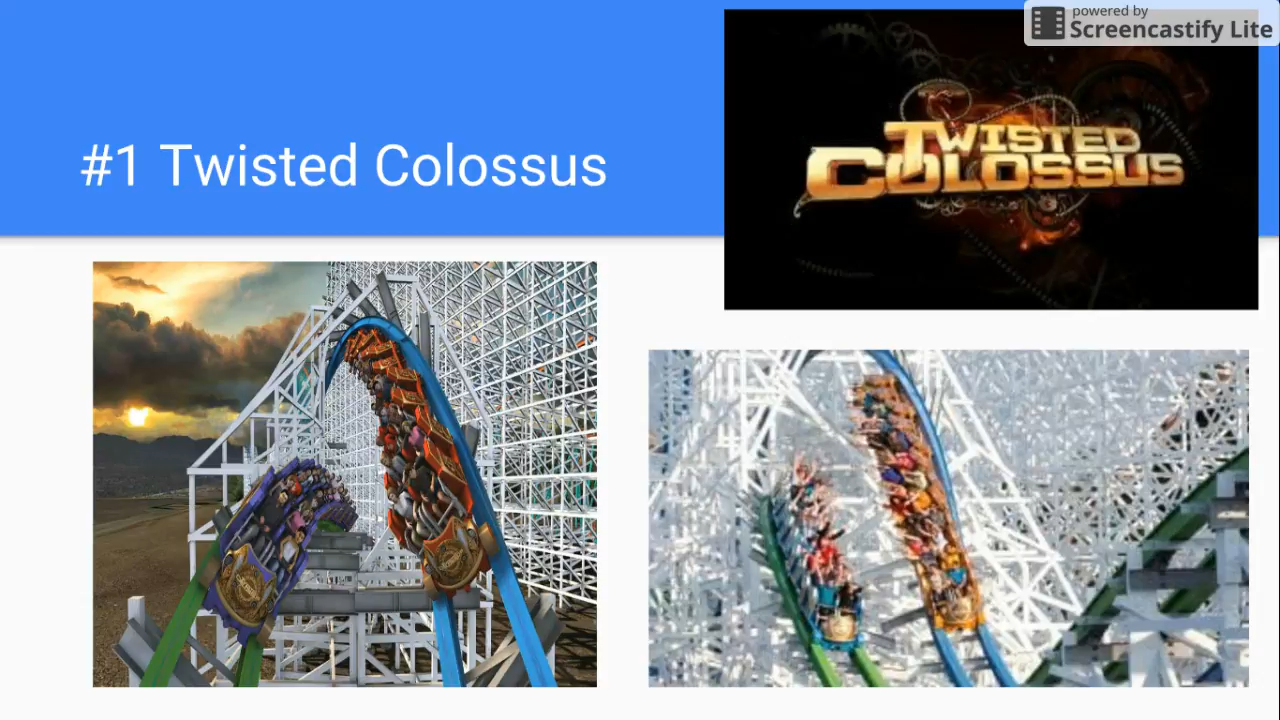 powered by
Screencastify Lite
#1 Twisted Colossus
TWISTED
COLOSSUS